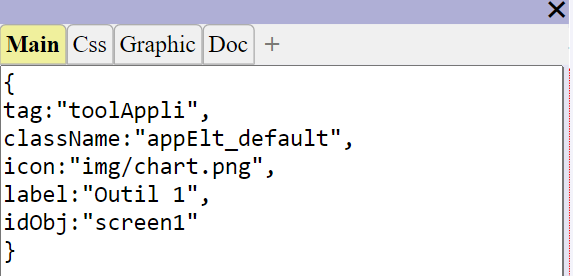 Main Css Graphic Doc +
{
tag:"toolAppli",
className:"appElt_default",
icon:"img/chart.png",
label:"Outil 1",
idObj:"screen1"
}